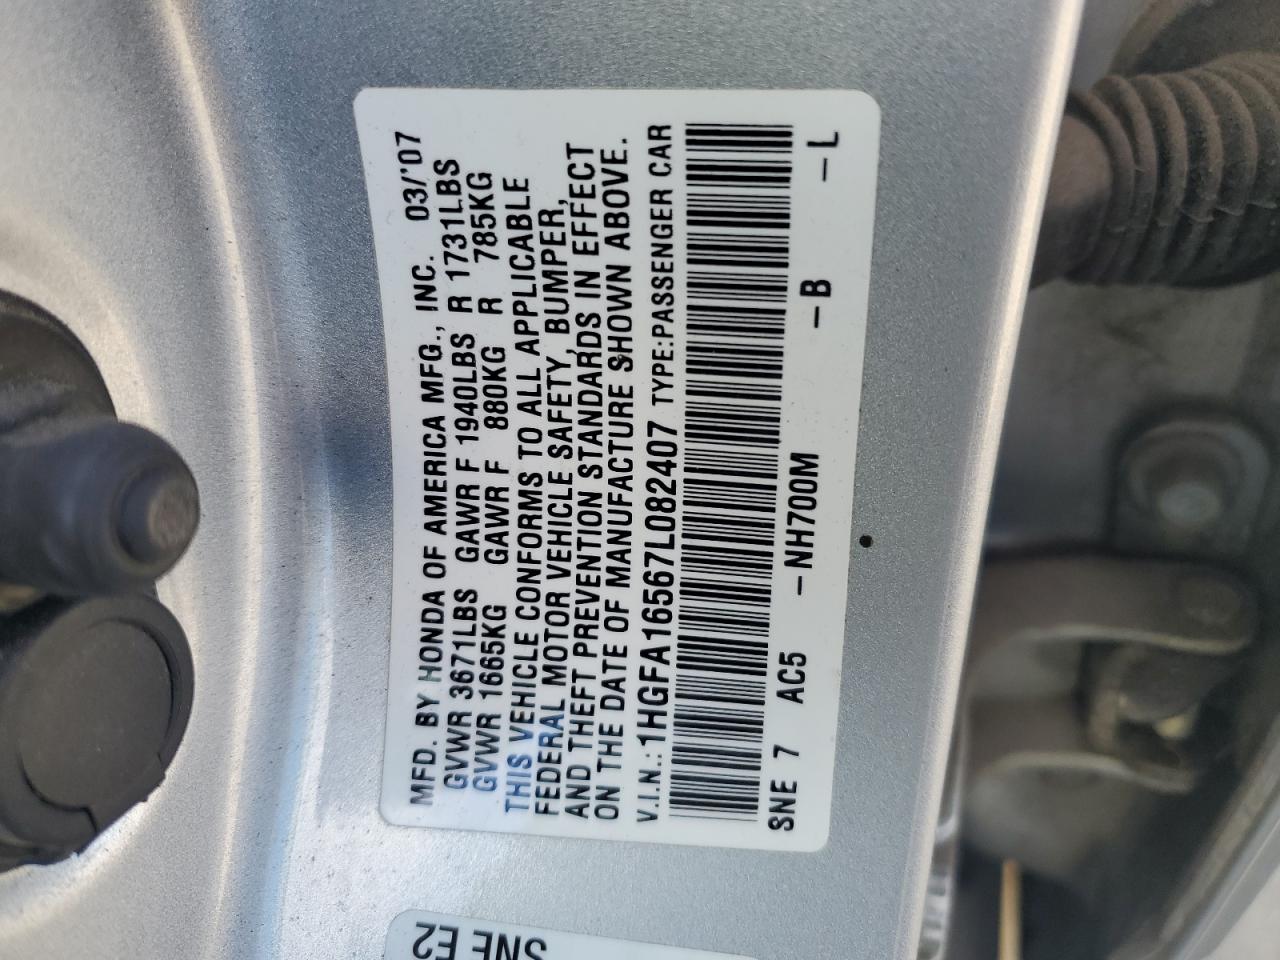 MFD. BY HONDA OF AMERICA MFG., INC. 03/'07
GVWR 3671LBS GAWR F 1940LBS R 1731LBS
GVWR 1665KG GAWR F 880KG R 785KG
THIS VEHICLE CONFORMS TO ALL APPLICABLE
FEDERAL MOTOR VEHICLE SAFETY, BUMPER,
AND THEFT PREVENTION STANDARDS IN EFFECT
ON THE DATE OF MANUFACTURE SHOWN ABOVE.
V.I.N.: 1HGFA16567L082407 TYPE:PASSENGER CAR
SNE 7 AC5 -NH700M -B -L
SNE E2